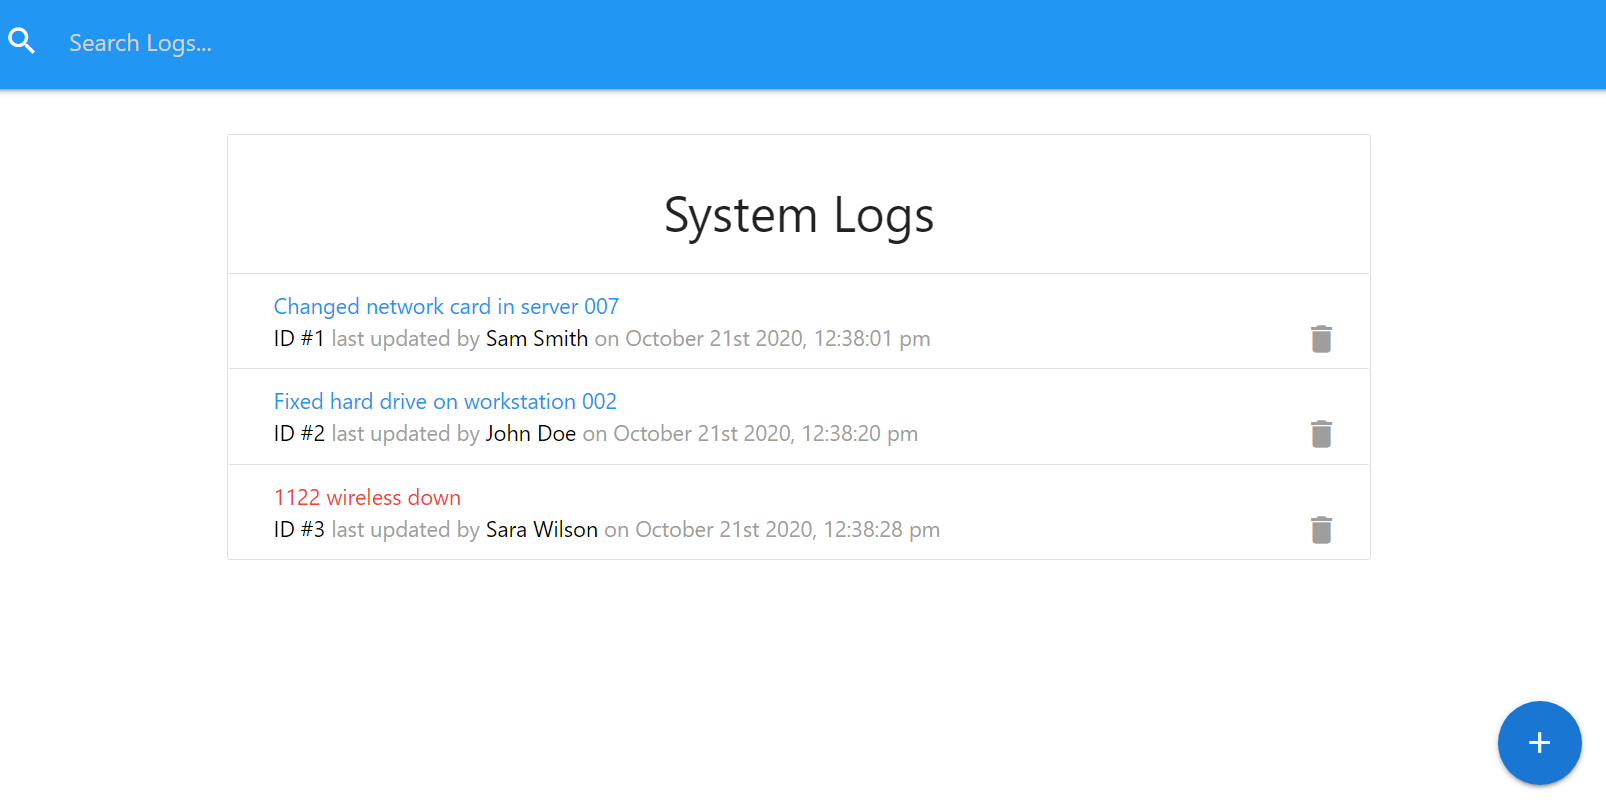 Search Logs...
System Logs
Changed network card in server 007
ID #1 last updated by Sam Smith on October 21st 2020, 12:38:01 pm
Fixed hard drive on workstation 002
ID #2 last updated by John Doe on October 21st 2020, 12:38:20 pm
1122 wireless down
ID #3 last updated by Sara Wilson on October 21st 2020, 12:38:28 pm